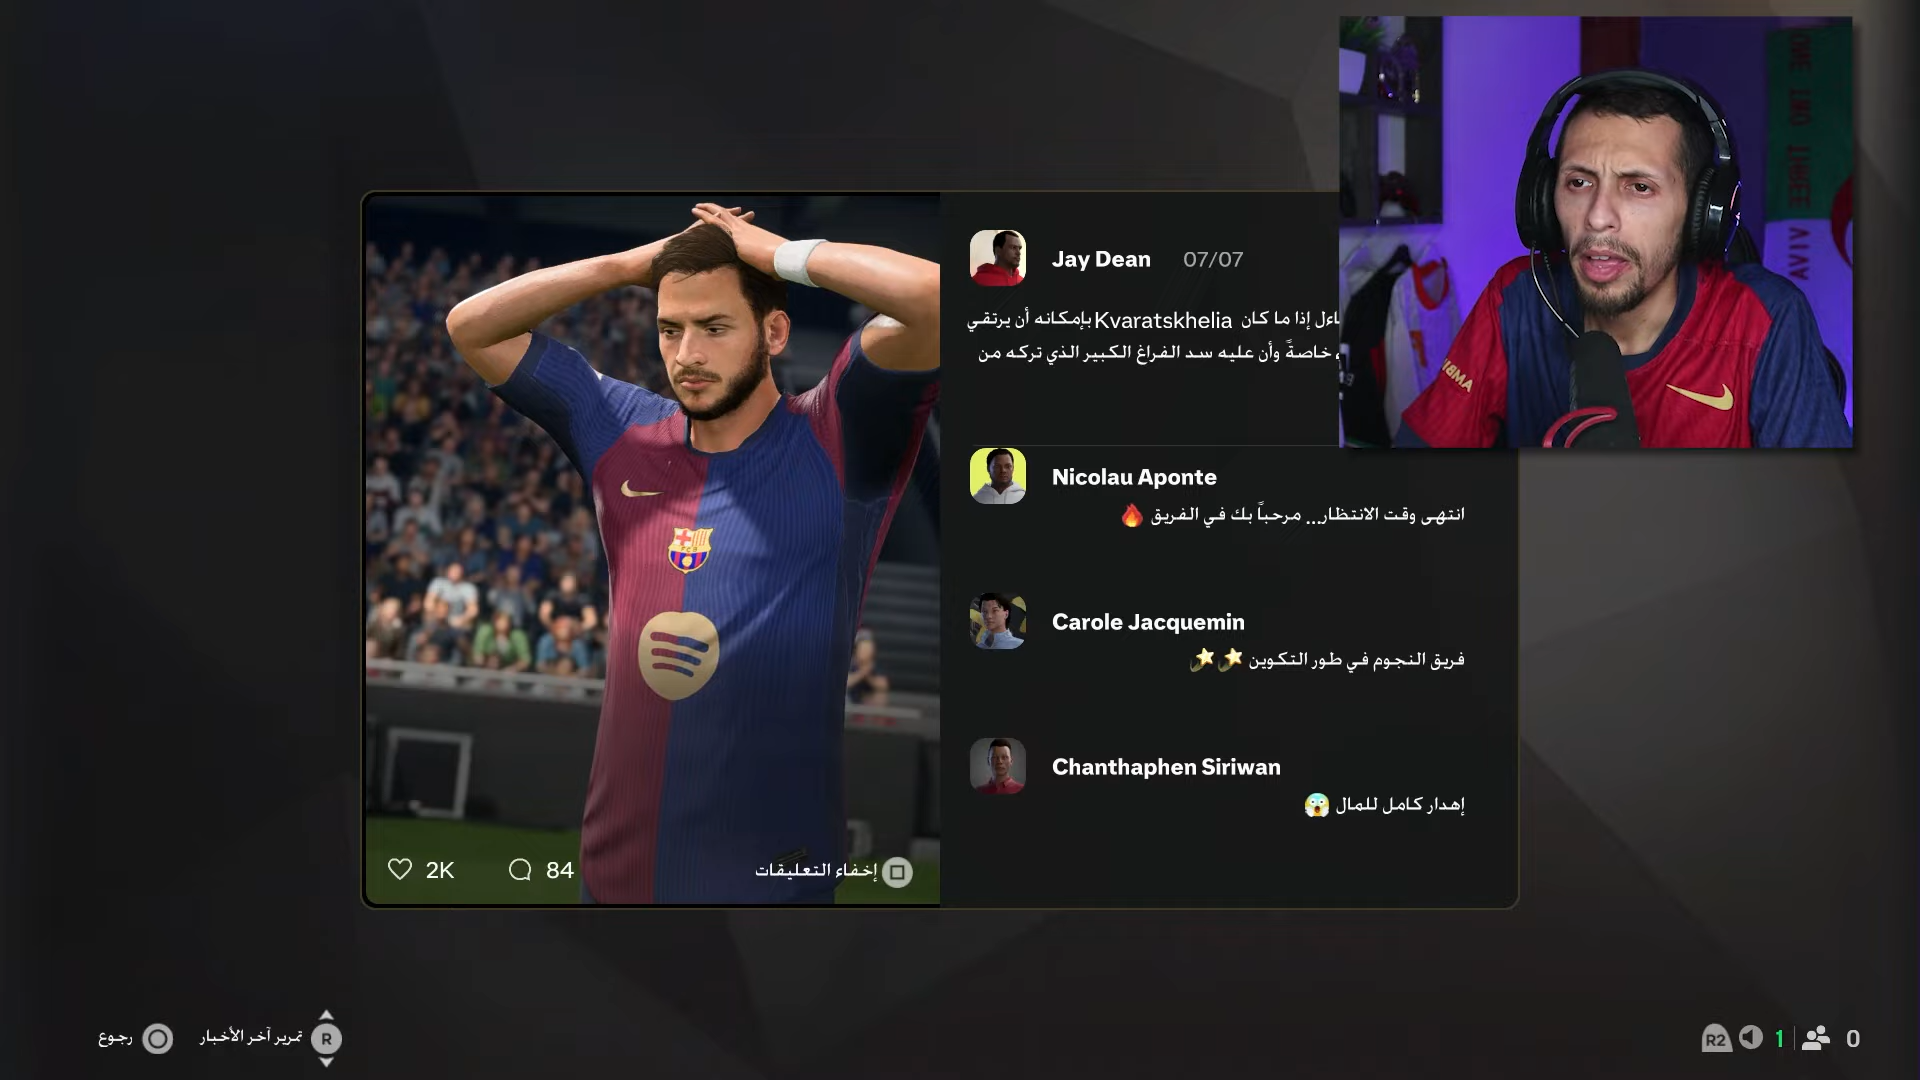 Jay Dean 07/07
إذا ما كان Kvaratskhelia بإمكانه أن يرتقي
خاصةً وأن عليه سد الفراغ الكبير الذي تركه من
Nicolau Aponte
انتهى وقت الانتظار... مرحباً بك في الفريق 🔥
Carole Jacquemin
فريق النجوم في طور التكوين 🌟 🌟
Chanthaphen Siriwan
إهدار كامل للمال 😱
2K 84 إخفاء التعليقات
رجوع تمرير آخر الأخبار R
R2 1 0